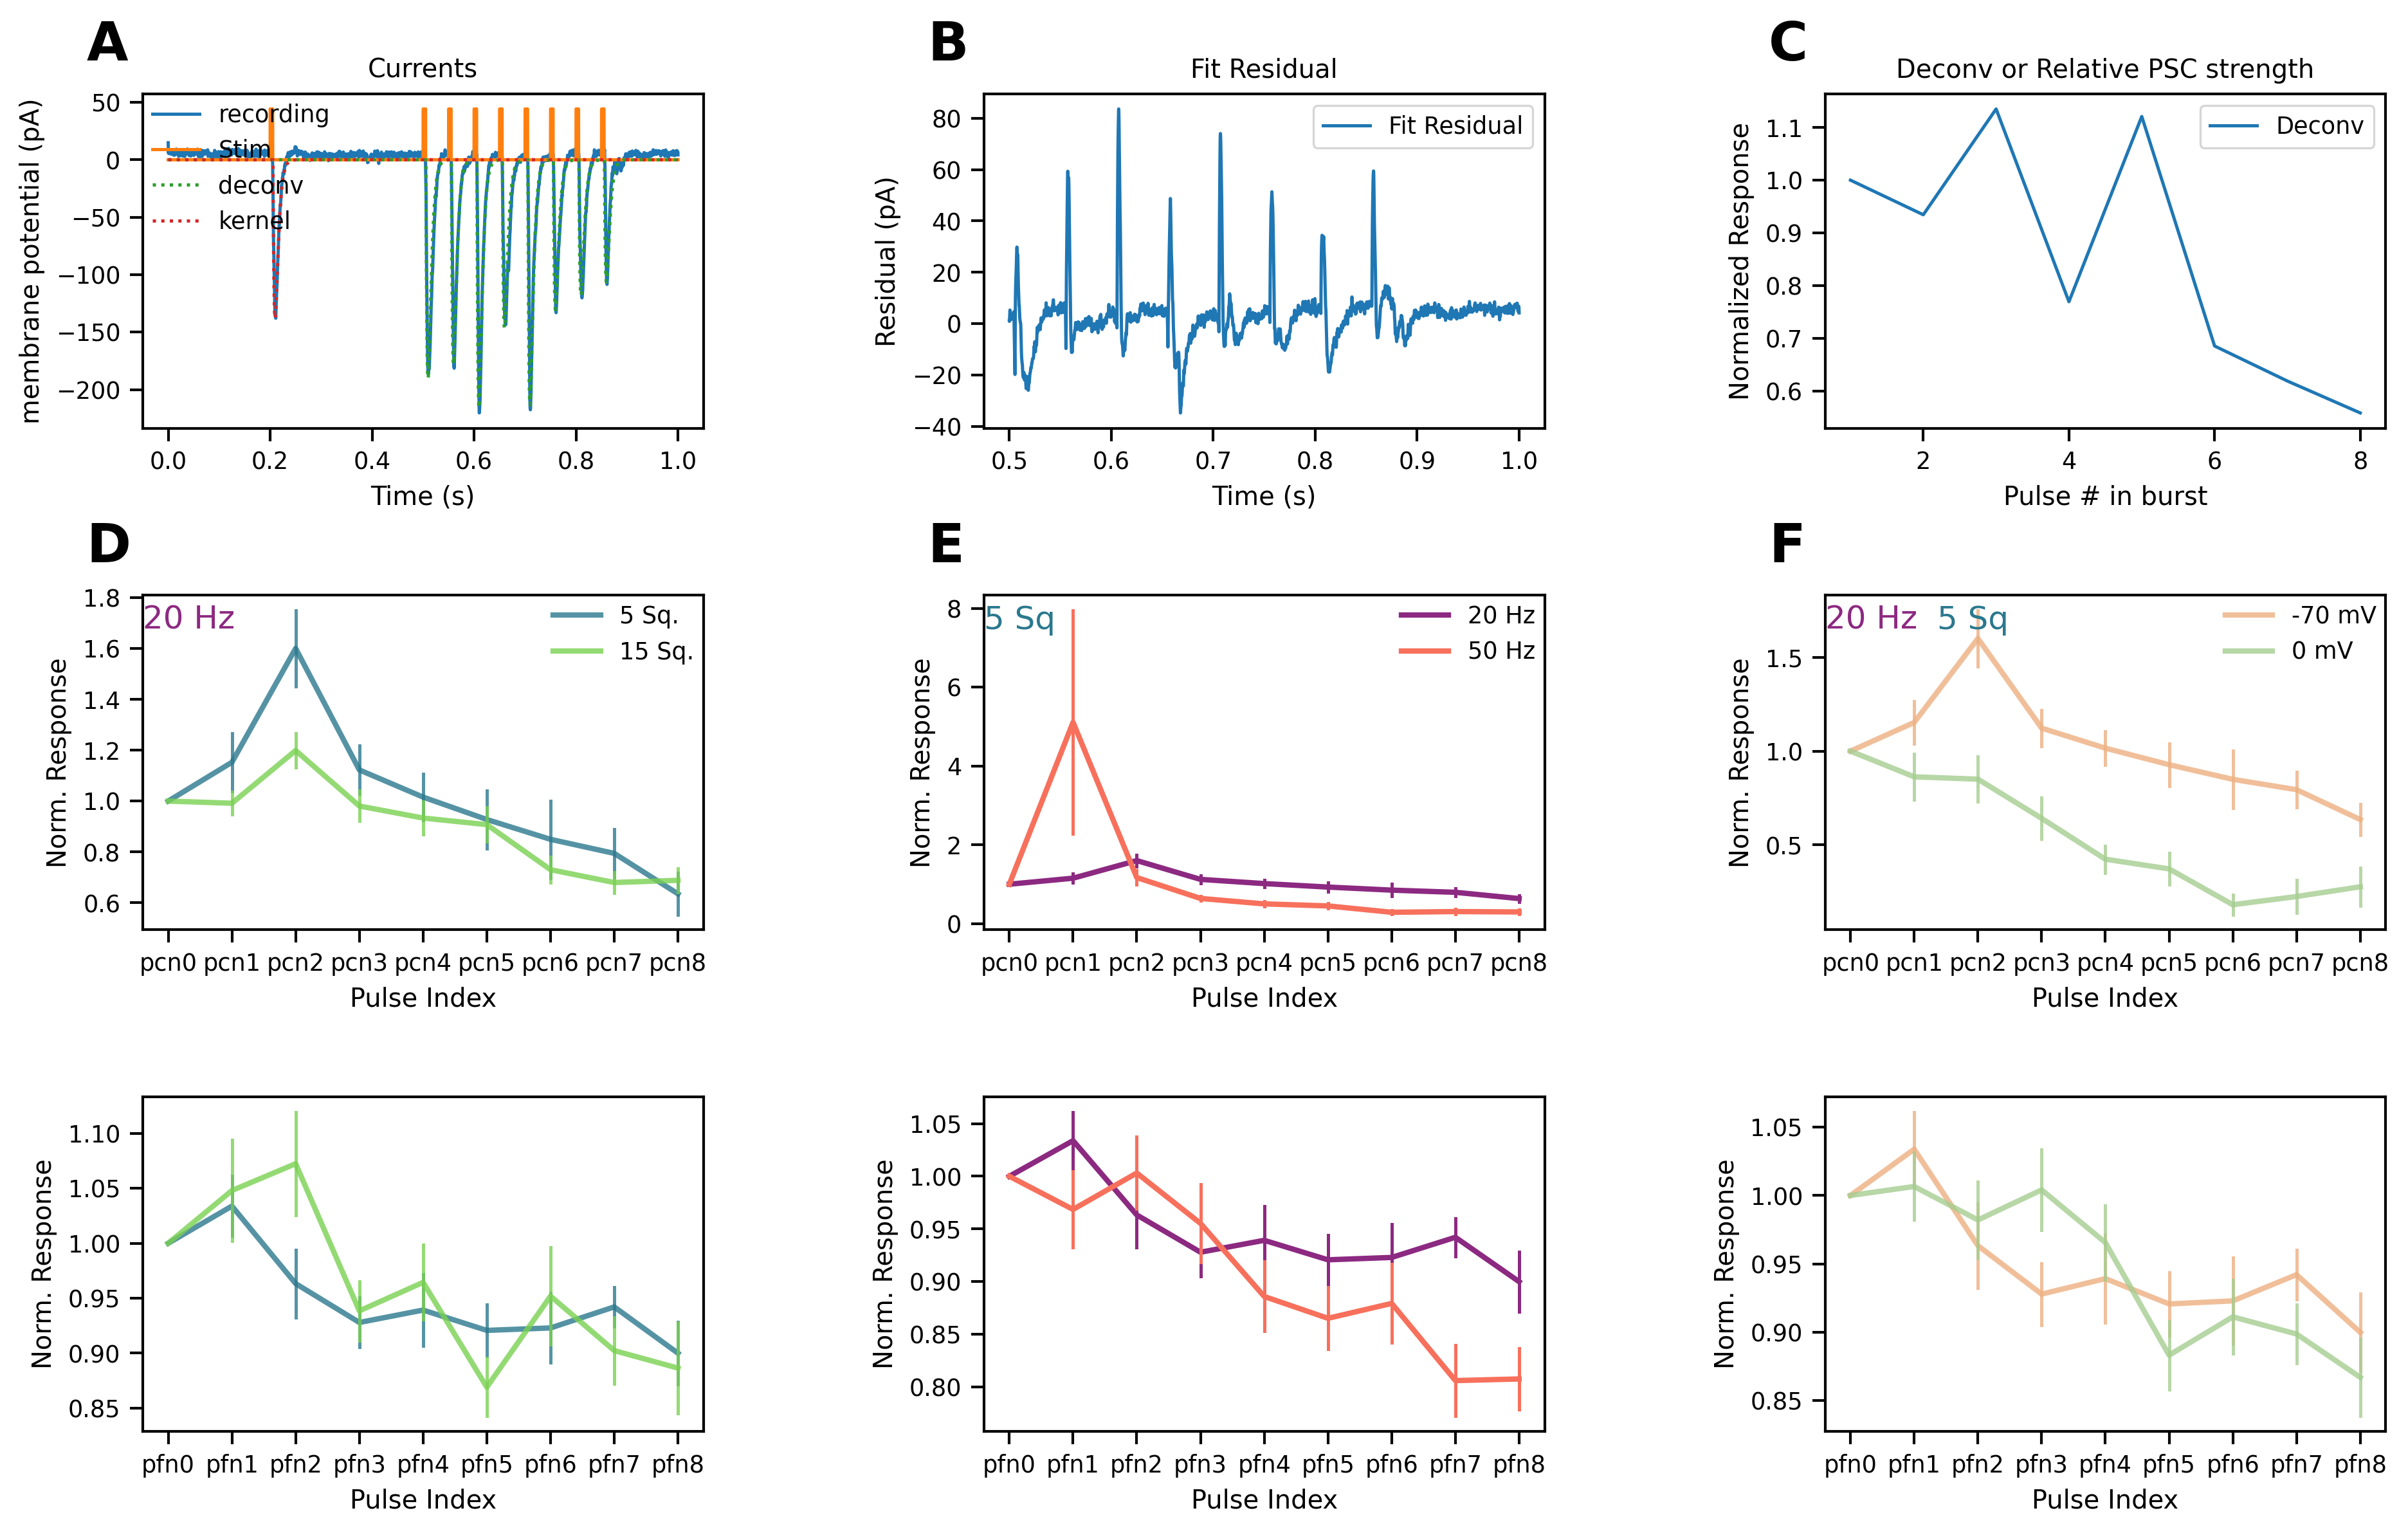 A
B
C
Currents
Fit Residual
Deconv or Relative PSC strength
membrane potential (pA)
50
0
−50
−100
−150
−200
recording
Stim
deconv
kernel
0.0 0.2 0.4 0.6 0.8 1.0
Time (s)
Residual (pA)
80
60
40
20
0
−20
−40
Fit Residual
0.5 0.6 0.7 0.8 0.9 1.0
Time (s)
Normalized Response
1.1
1.0
0.9
0.8
0.7
0.6
Deconv
2 4 6 8
Pulse # in burst
D
E
F
Norm. Response
1.8
1.6
1.4
1.2
1.0
0.8
0.6
20 Hz
5 Sq.
15 Sq.
pcn0 pcn1 pcn2 pcn3 pcn4 pcn5 pcn6 pcn7 pcn8
Pulse Index
Norm. Response
8
6
4
2
0
5 Sq
20 Hz
50 Hz
pcn0 pcn1 pcn2 pcn3 pcn4 pcn5 pcn6 pcn7 pcn8
Pulse Index
Norm. Response
1.5
1.0
0.5
20 Hz 5 Sq
-70 mV
0 mV
pcn0 pcn1 pcn2 pcn3 pcn4 pcn5 pcn6 pcn7 pcn8
Pulse Index
Norm. Response
1.10
1.05
1.00
0.95
0.90
0.85
pfn0 pfn1 pfn2 pfn3 pfn4 pfn5 pfn6 pfn7 pfn8
Pulse Index
Norm. Response
1.05
1.00
0.95
0.90
0.85
0.80
pfn0 pfn1 pfn2 pfn3 pfn4 pfn5 pfn6 pfn7 pfn8
Pulse Index
Norm. Response
1.05
1.00
0.95
0.90
0.85
pfn0 pfn1 pfn2 pfn3 pfn4 pfn5 pfn6 pfn7 pfn8
Pulse Index